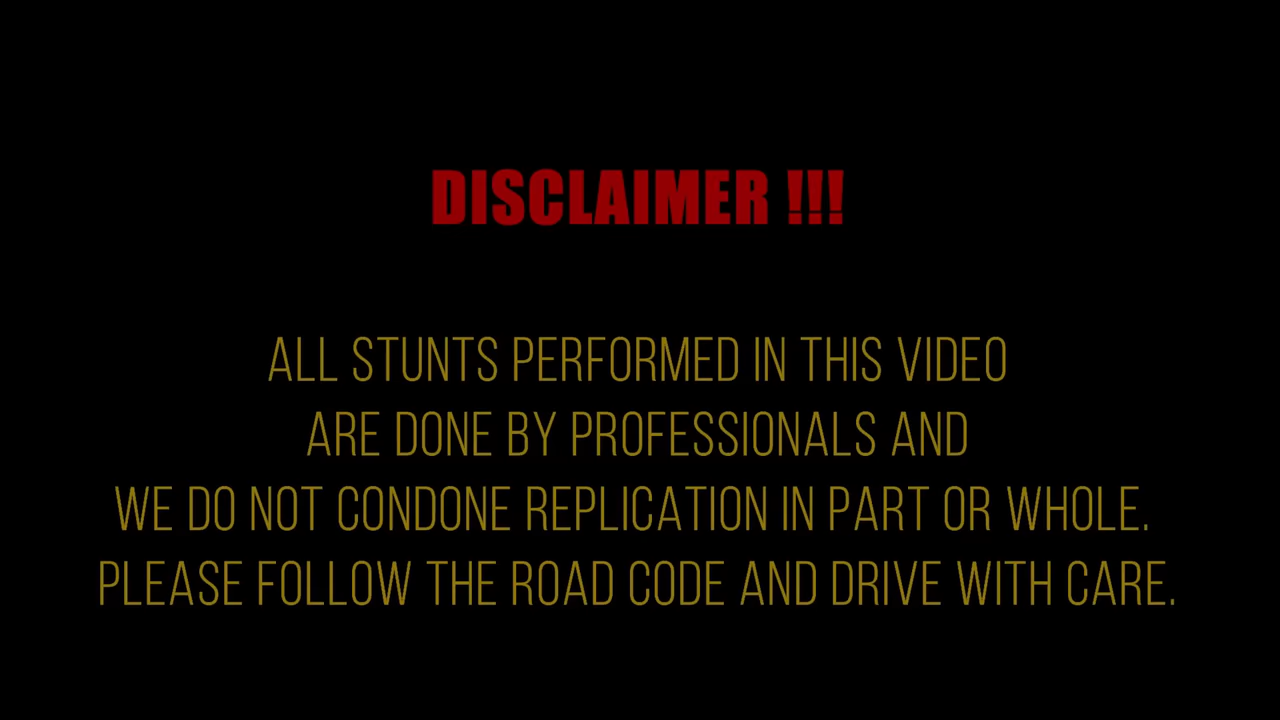 DISCLAIMER !!!
ALL STUNTS PERFORMED IN THIS VIDEO
ARE DONE BY PROFESSIONALS AND
WE DO NOT CONDONE REPLICATION IN PART OR WHOLE.
PLEASE FOLLOW THE ROAD CODE AND DRIVE WITH CARE.